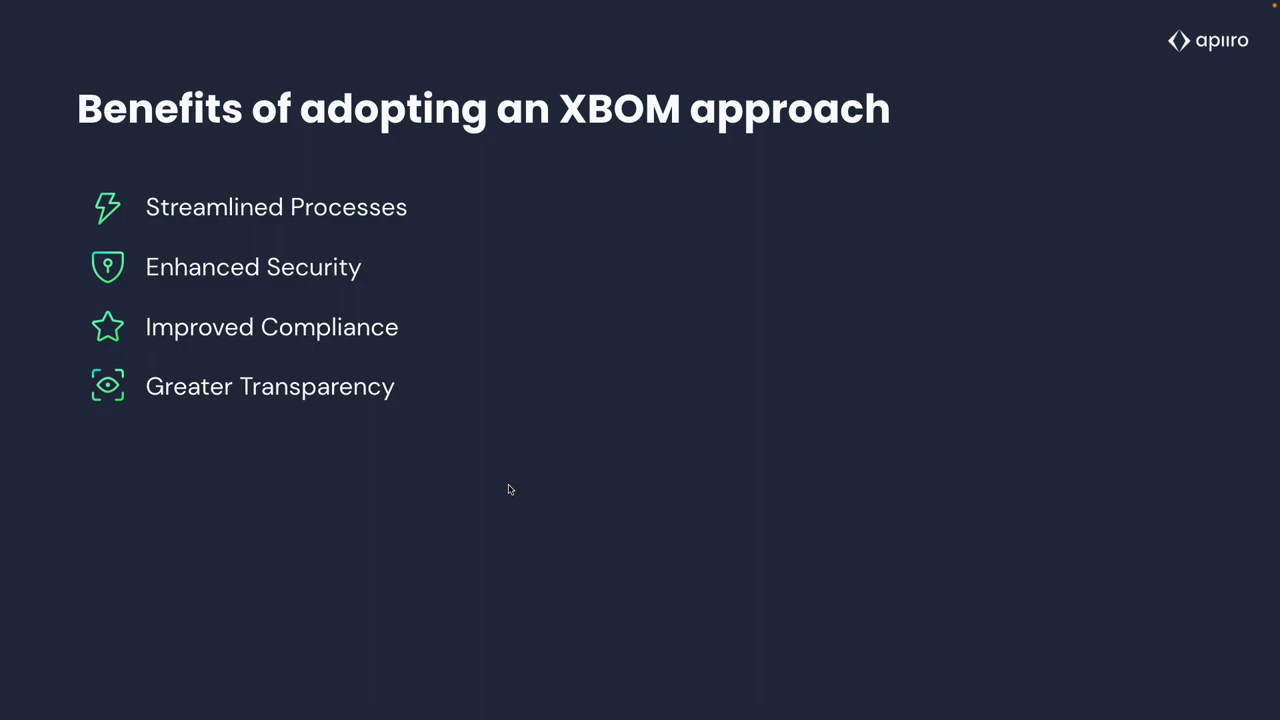 apiiro
Benefits of adopting an XBOM approach
Streamlined Processes
Enhanced Security
Improved Compliance
Greater Transparency